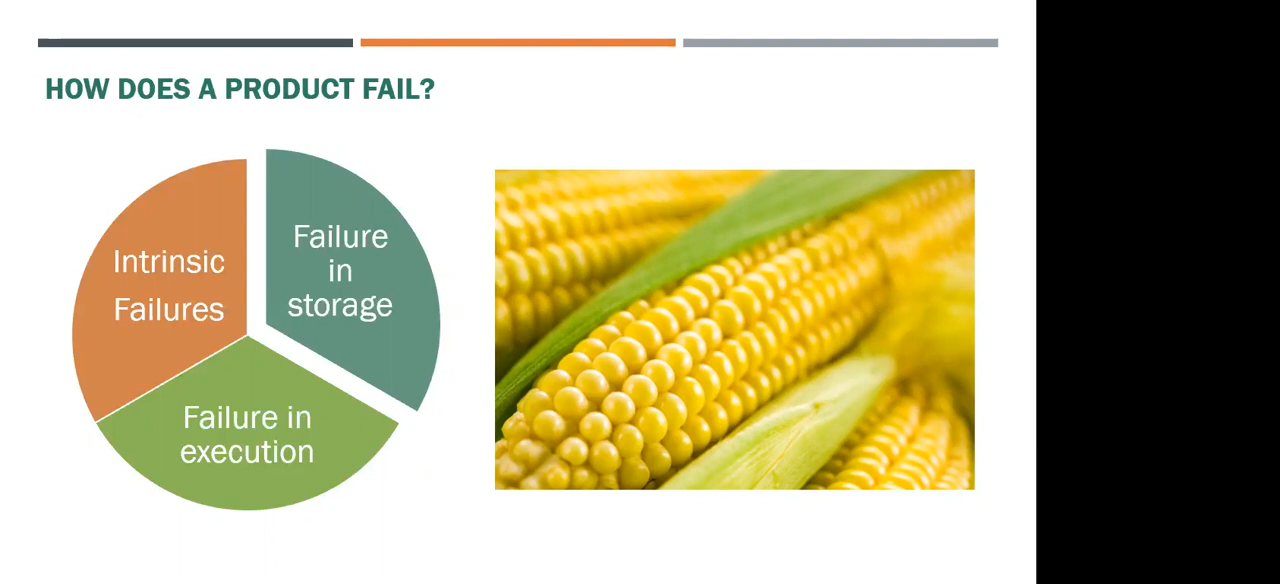 HOW DOES A PRODUCT FAIL?
Intrinsic
Failures
Failure
in
storage
Failure in
execution